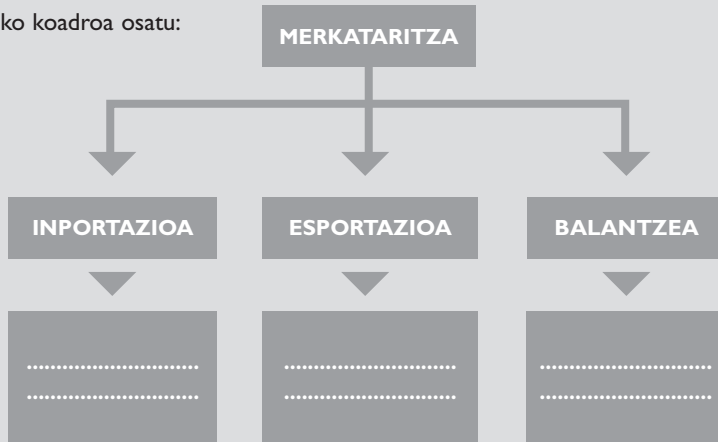 ko koadroa osatu:
MERKATARITZA
INPORTAZIOA ESPORTAZIOA BALANTZEA
............................. ............................. .............................
............................. ............................. .............................